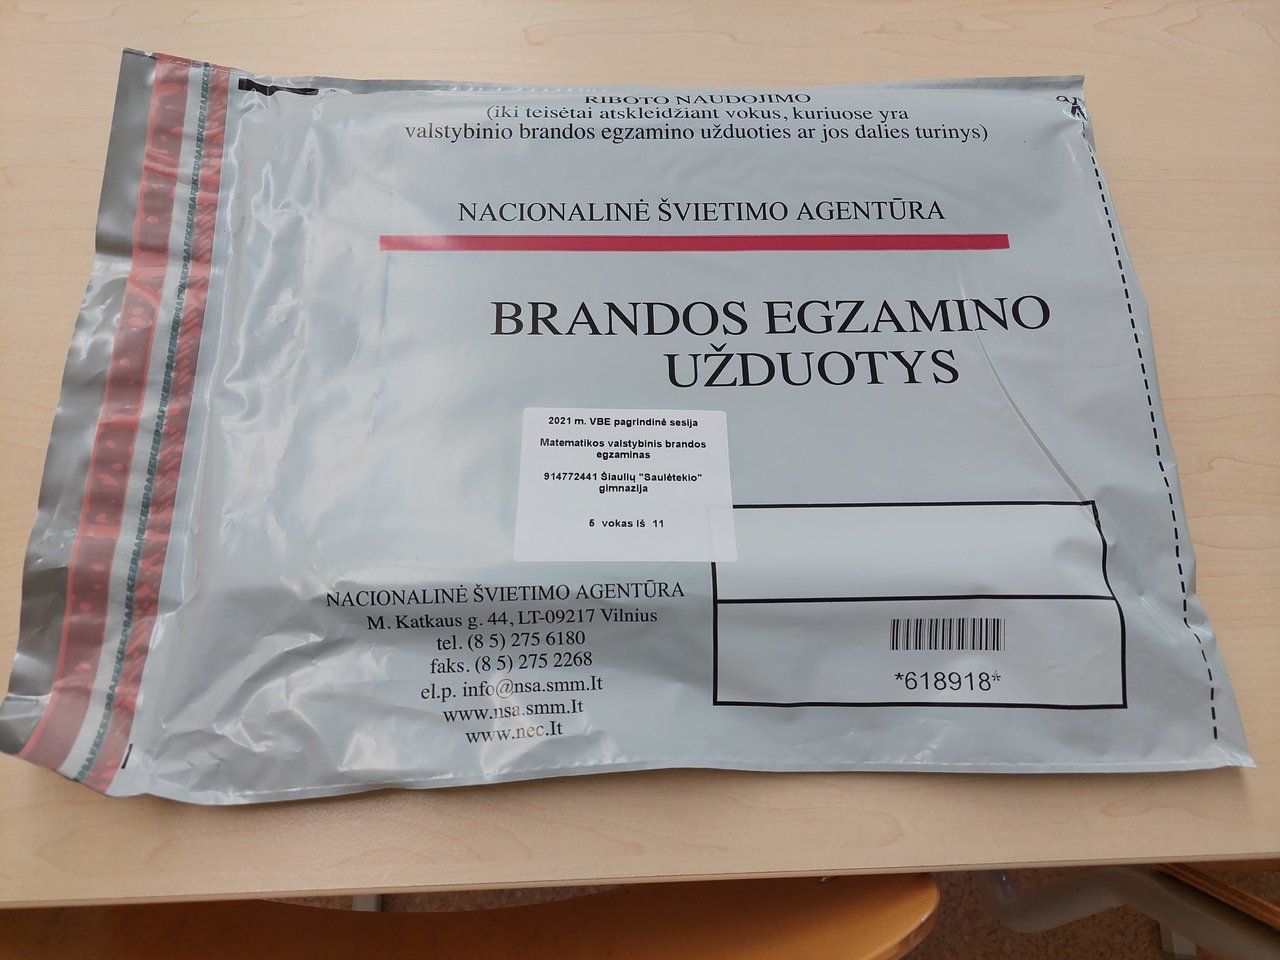 RIBOTO NAUDOJIMO
(iki teisėtai atskleidžiant vokus, kuriuose yra
valstybinio brandos egzamino užduoties ar jos dalies turinys)
NACIONALINĖ ŠVIETIMO AGENTŪRA
BRANDOS EGZAMINO
UŽDUOTYS
2021 m. VBE pagrindinė sesija
Matematikos valstybinis brandos
egzaminas
914772441 Šiaulių "Saulėtekio"
gimnazija
5 vokas iš 11
NACIONALINĖ ŠVIETIMO AGENTŪRA
M. Katkaus g. 44, LT-09217 Vilnius
tel. (8 5) 275 6180
faks. (8 5) 275 2268
el.p. info@nsa.smm.lt
www.nsa.smm.lt
www.nec.lt
*618918*